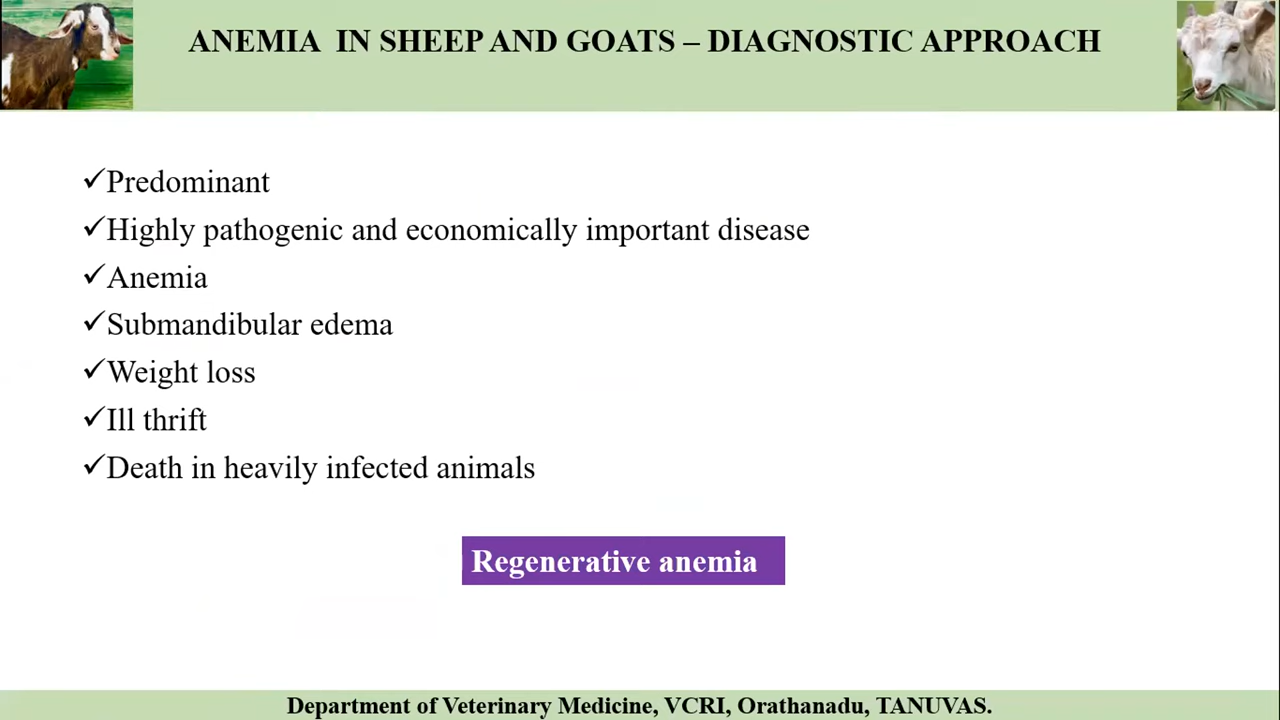 ANEMIA IN SHEEP AND GOATS – DIAGNOSTIC APPROACH
✓Predominant
✓Highly pathogenic and economically important disease
✓Anemia
✓Submandibular edema
✓Weight loss
✓Ill thrift
✓Death in heavily infected animals
Regenerative anemia
Department of Veterinary Medicine, VCRI, Orathanadu, TANUVAS.